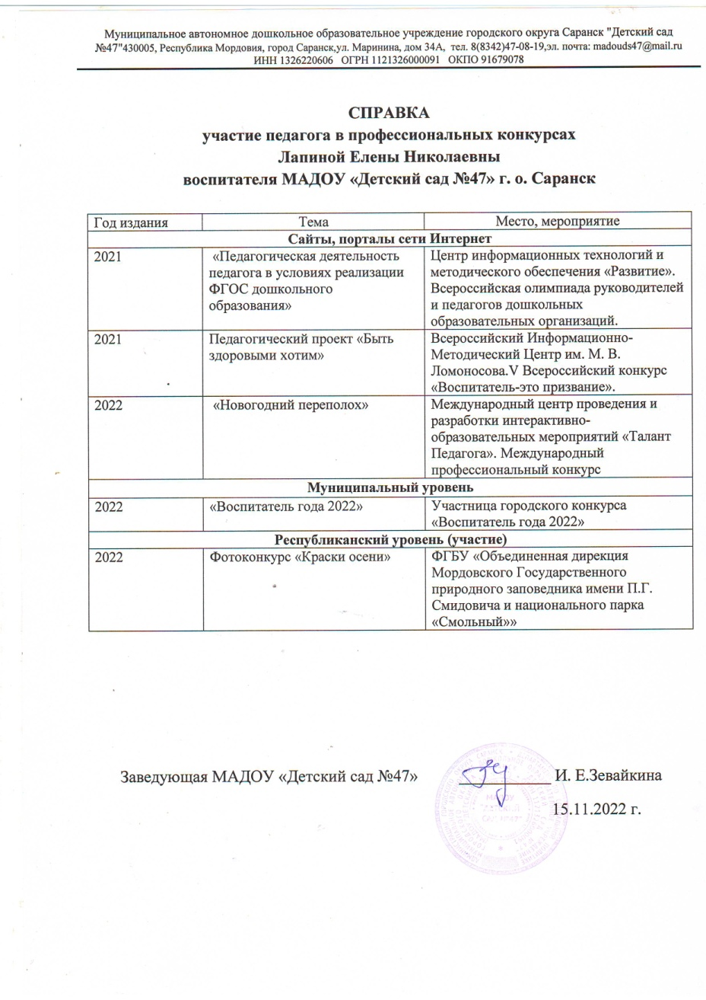 Муниципальное автономное дошкольное образовательное учреждение городского округа Саранск "Детский сад
№47"430005, Республика Мордовия, город Саранск,ул. Маринина, дом 34А, тел. 8(8342)47-08-19,эл. почта: madouds47@mail.ru
ИНН 1326220606 ОГРН 1121326000091 ОКПО 91679078
СПРАВКА
участие педагога в профессиональных конкурсах
Лапиной Елены Николаевны
воспитателя МАДОУ «Детский сад №47» г. о. Саранск
Год издания Тема Место, мероприятие
Сайты, порталы сети Интернет
2021
«Педагогическая деятельность
педагога в условиях реализации
ФГОС дошкольного
образования»
Центр информационных технологий и
методического обеспечения «Развитие».
Всероссийская олимпиада руководителей
и педагогов дошкольных
образовательных организаций.
2021
Педагогический проект «Быть
здоровыми хотим»
Всероссийский Информационно-
Методический Центр им. М. В.
Ломоносова.V Всероссийский конкурс
«Воспитатель-это призвание».
2022
«Новогодний переполох»
Международный центр проведения и
разработки интерактивно-
образовательных мероприятий «Талант
Педагога». Международный
профессиональный конкурс
Муниципальный уровень
2022
«Воспитатель года 2022»
Участница городского конкурса
«Воспитатель года 2022»
Республиканский уровень (участие)
2022
Фотоконкурс «Краски осени»
ФГБУ «Объединенная дирекция
Мордовского Государственного
природного заповедника имени П.Г.
Смидовича и национального парка
«Смольный»»
Заведующая МАДОУ «Детский сад №47» И. Е.Зевайкина
15.11.2022 г.